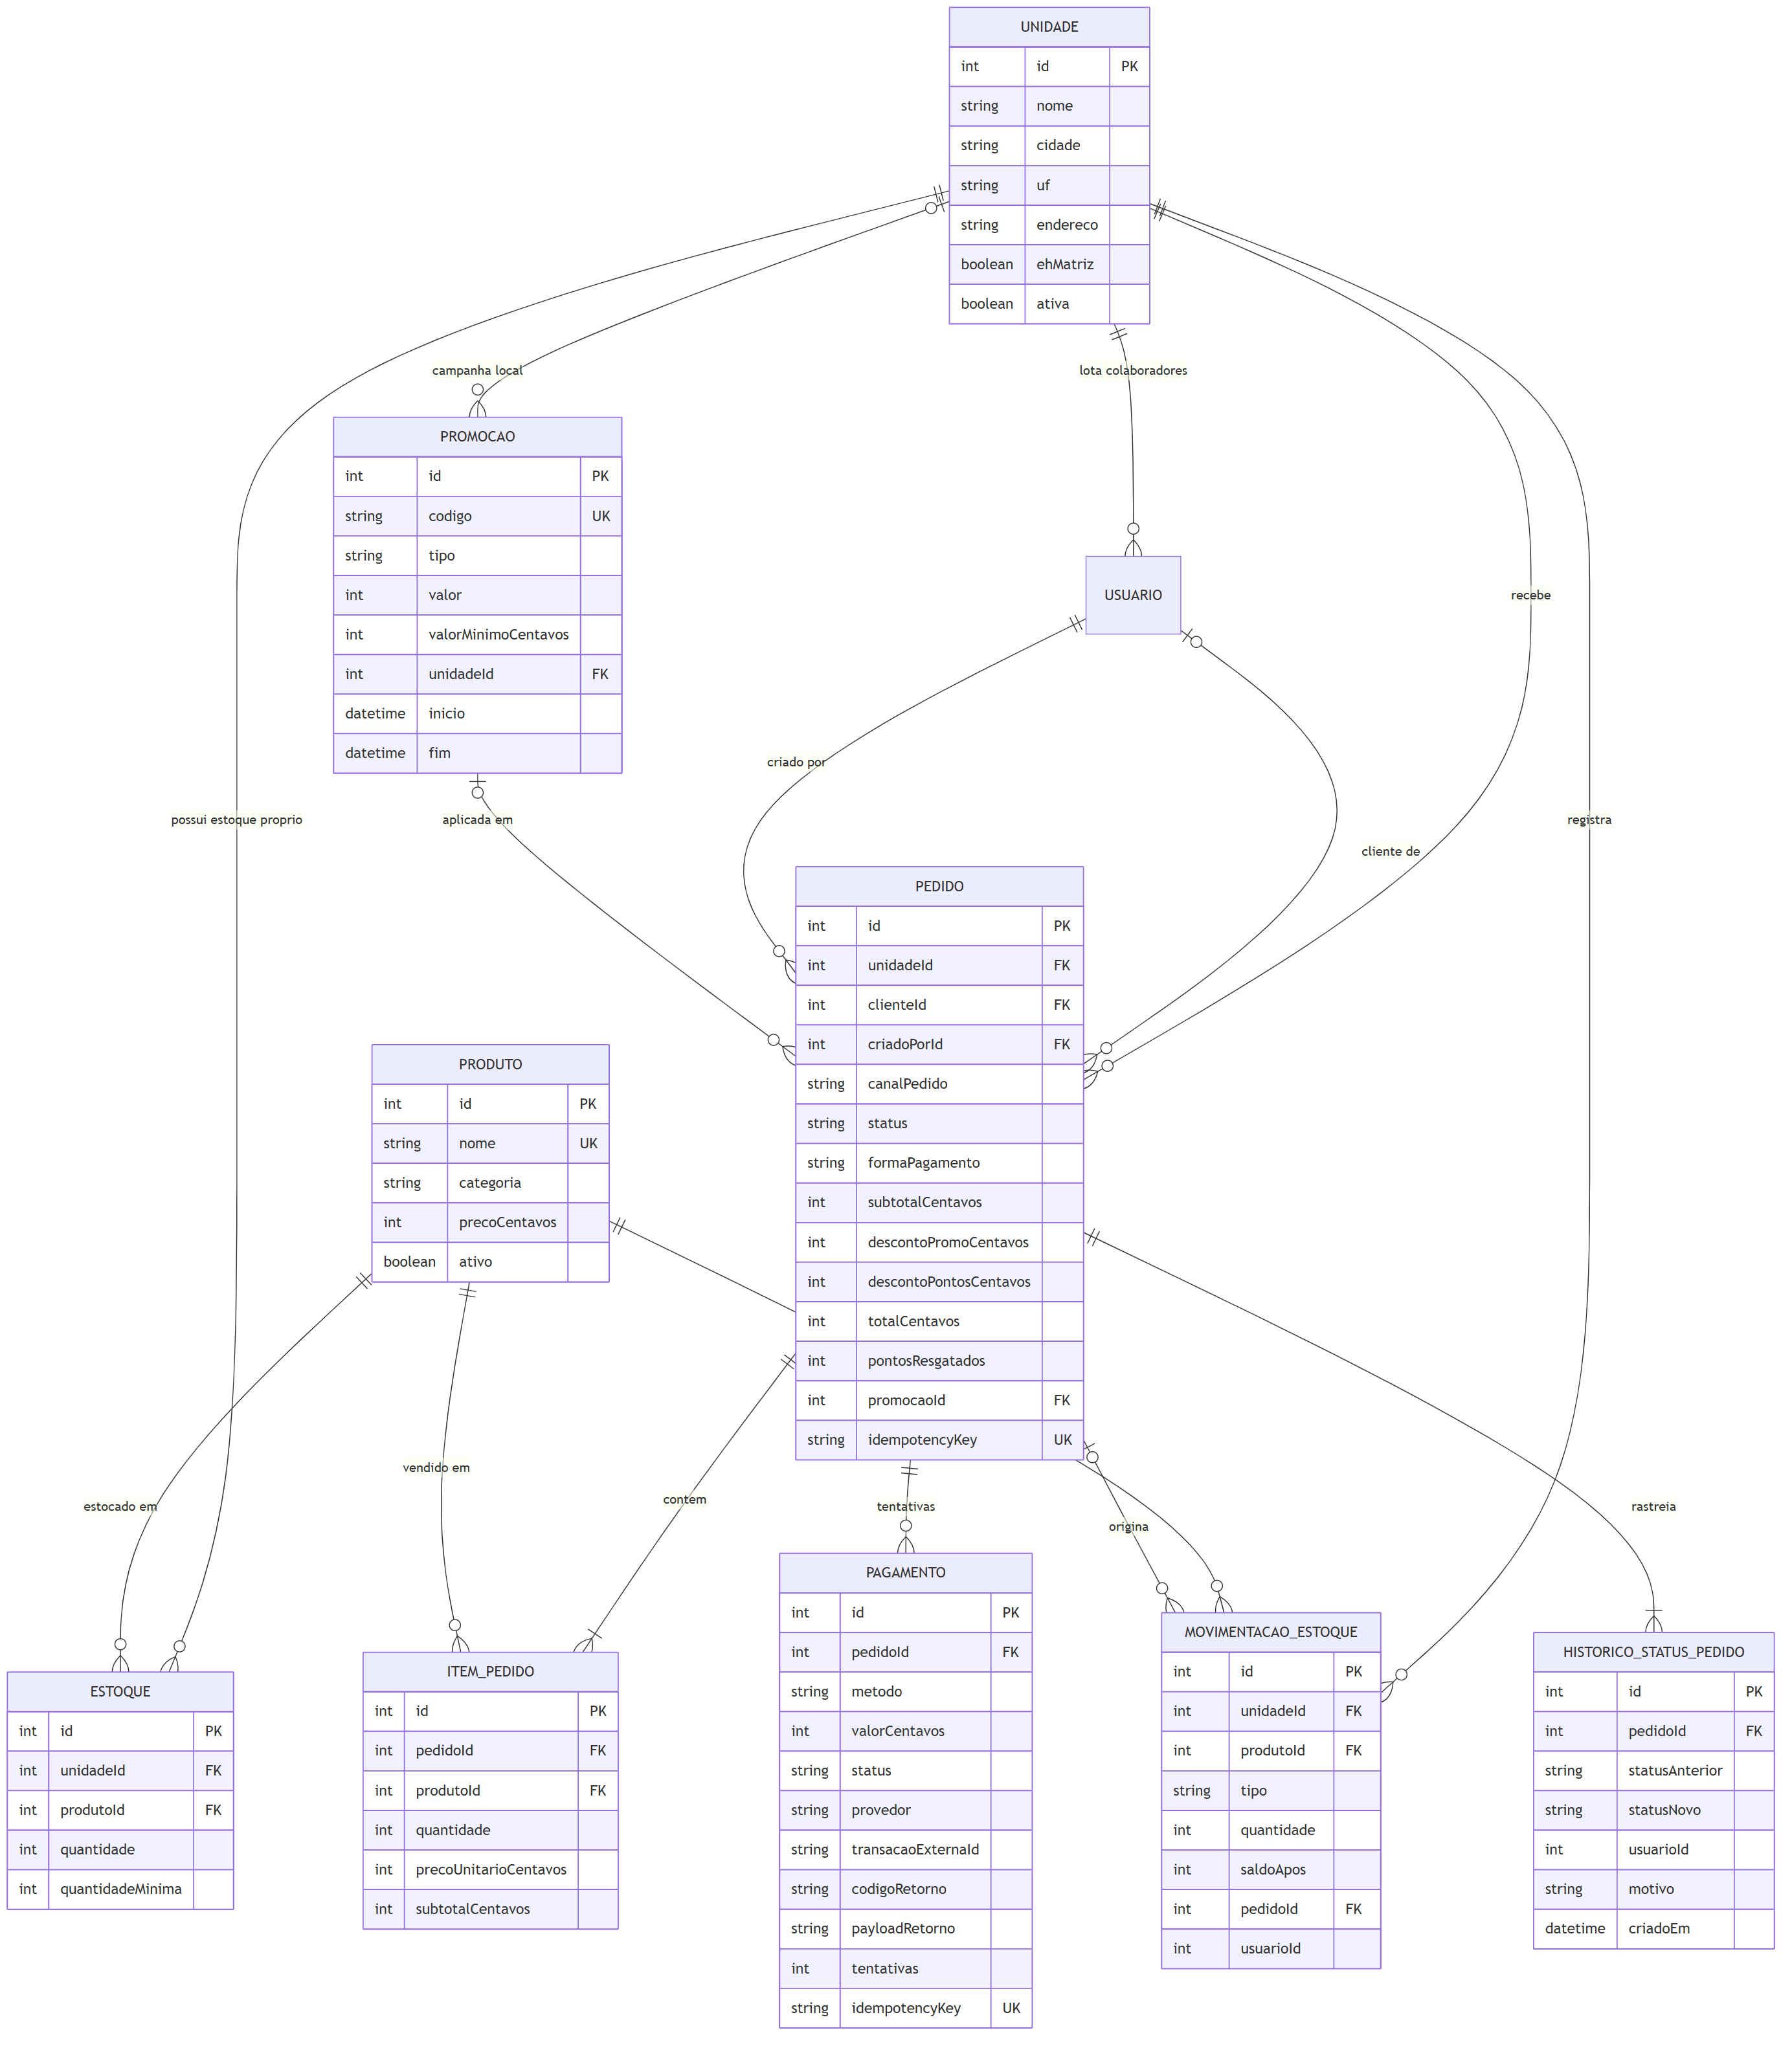 UNIDADE
int id PK
string nome
string cidade
string uf
string endereco
boolean ehMatriz
boolean ativa
campanha local
lota colaboradores
PROMOCAO
int id PK
string codigo UK
string tipo
int valor
int valorMinimoCentavos
int unidadeId FK
datetime inicio
datetime fim
USUARIO
recebe
criado por
possui estoque proprio
aplicada em
registra
cliente de
PEDIDO
int id PK
int unidadeId FK
int clienteId FK
int criadoPorId FK
string canalPedido
string status
string formaPagamento
int subtotalCentavos
int descontoPromoCentavos
int descontoPontosCentavos
int totalCentavos
int pontosResgatados
int promocaoId FK
string idempotencyKey UK
PRODUTO
int id PK
string nome UK
string categoria
int precoCentavos
boolean ativo
vendido em
estocado em
contem
tentativas
origina
rastreia
ESTOQUE
int id PK
int unidadeId FK
int produtoId FK
int quantidade
int quantidadeMinima
ITEM_PEDIDO
int id PK
int pedidoId FK
int produtoId FK
int quantidade
int precoUnitarioCentavos
int subtotalCentavos
PAGAMENTO
int id PK
int pedidoId FK
string metodo
int valorCentavos
string status
string provedor
string transacaoExternaId
string codigoRetorno
string payloadRetorno
int tentativas
string idempotencyKey UK
MOVIMENTACAO_ESTOQUE
int id PK
int unidadeId FK
int produtoId FK
string tipo
int quantidade
int saldoApos
int pedidoId FK
int usuarioId
HISTORICO_STATUS_PEDIDO
int id PK
int pedidoId FK
string statusAnterior
string statusNovo
int usuarioId
string motivo
datetime criadoEm